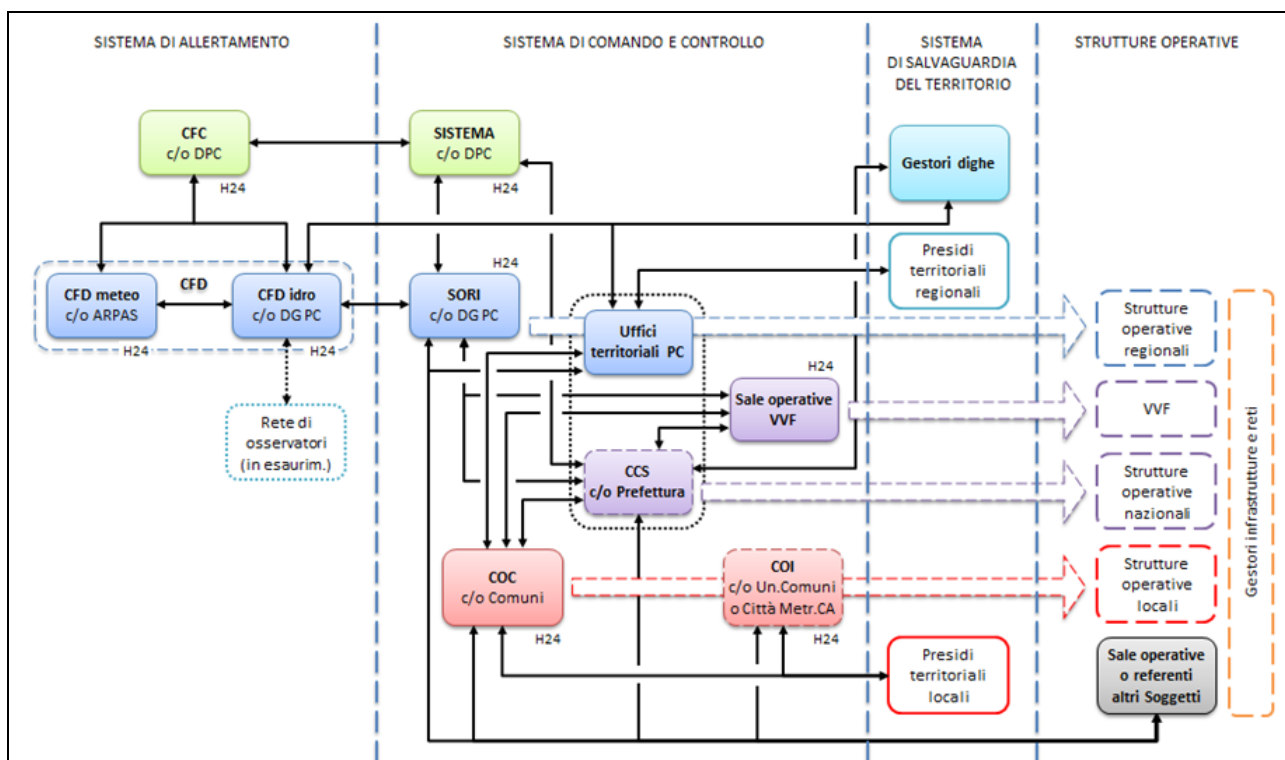 SISTEMA DI ALLERTAMENTO
SISTEMA DI COMANDO E CONTROLLO
SISTEMA
DI SALVAGUARDIA
DEL TERRITORIO
STRUTTURE OPERATIVE
CFC
c/o DPC
H24
SISTEMA
c/o DPC
H24
Gestori dighe
CFD meteo
c/o ARPAS
H24
CFD
CFD idro
c/o DG PC
H24
H24
SORI
c/o DG PC
Presidi
territoriali
regionali
Uffici
territoriali PC
Strutture
operative
regionali
Rete di
osservatori
(in esaurim.)
H24
Sale operative
VVF
VVF
CCS
c/o Prefettura
Strutture
operative
nazionali
COC
c/o Comuni
H24
COI
c/o Un.Comuni
o Città Metr.CA
H24
Strutture
operative
locali
Presidi
territoriali
locali
Sale operative
o referenti
altri Soggetti
Gestori infrastrutture e reti